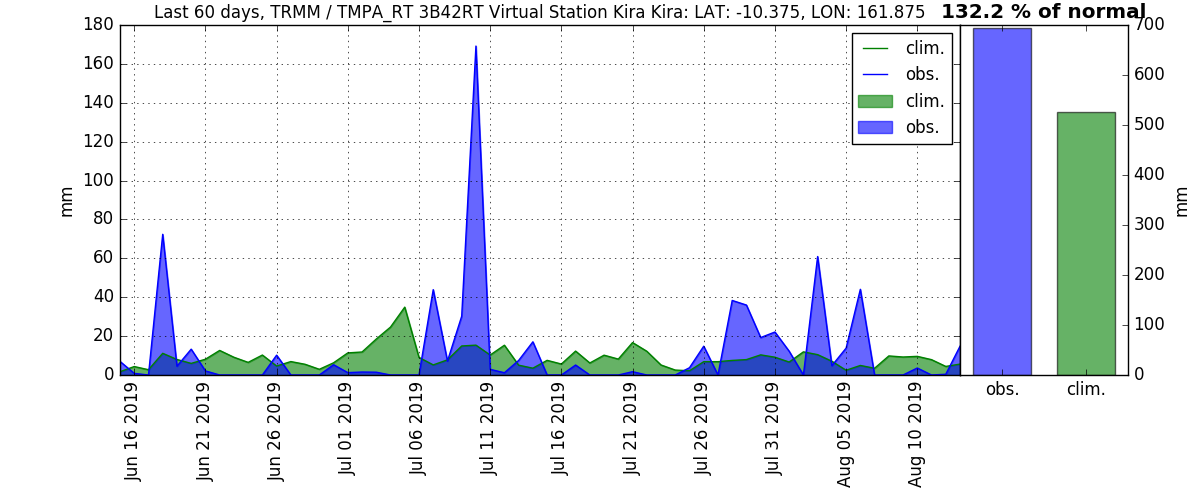 Last 60 days, TRMM / TMPA_RT 3B42RT Virtual Station Kira Kira: LAT: -10.375, LON: 161.875 132.2 % of normal
180
160
140
120
100
80
60
40
20
0
mm
clim.
obs.
clim.
obs.
700
600
500
400
300
200
100
0
mm
Jun 16 2019
Jun 21 2019
Jun 26 2019
Jul 01 2019
Jul 06 2019
Jul 11 2019
Jul 16 2019
Jul 21 2019
Jul 26 2019
Jul 31 2019
Aug 05 2019
Aug 10 2019
obs.
clim.